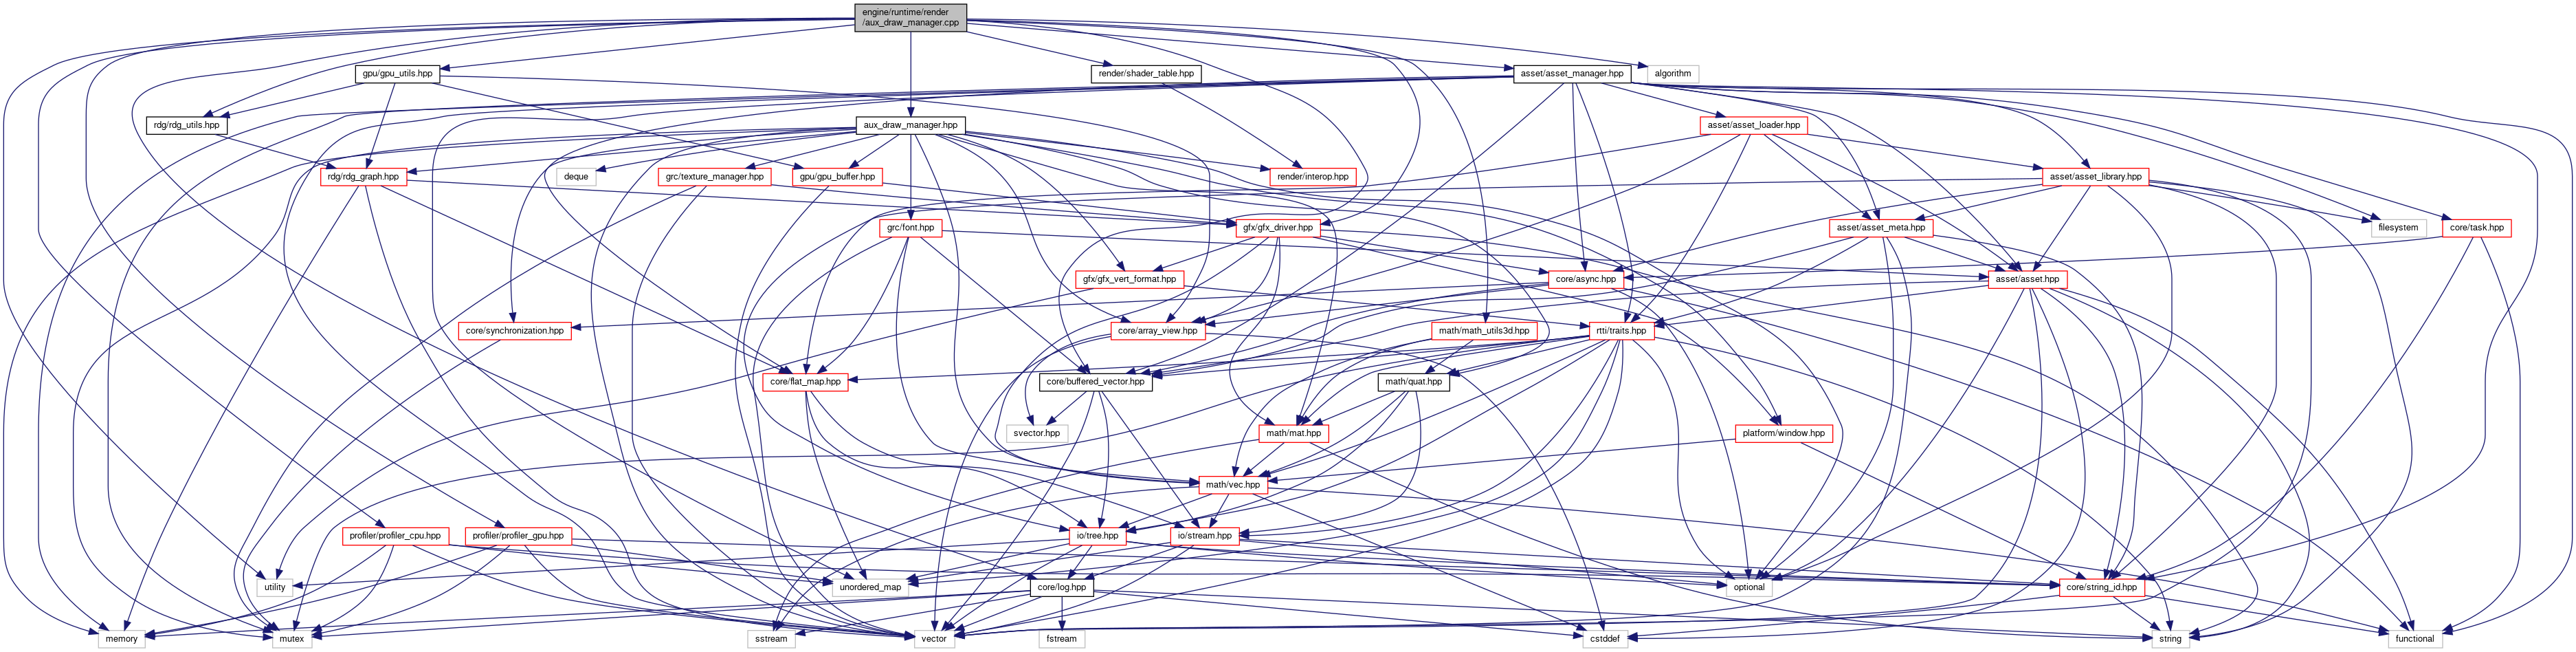 engine/runtime/render
/aux_draw_manager.cpp
gpu/gpu_utils.hpp
render/shader_table.hpp
asset/asset_manager.hpp
algorithm
rdg/rdg_utils.hpp
aux_draw_manager.hpp
asset/asset_loader.hpp
rdg/rdg_graph.hpp
deque
grc/texture_manager.hpp
gpu/gpu_buffer.hpp
render/interop.hpp
asset/asset_library.hpp
grc/font.hpp
gfx/gfx_driver.hpp
asset/asset_meta.hpp
filesystem
core/task.hpp
gfx/gfx_vert_format.hpp
core/async.hpp
asset/asset.hpp
core/synchronization.hpp
core/array_view.hpp
math/math_utils3d.hpp
rtti/traits.hpp
core/flat_map.hpp
core/buffered_vector.hpp
math/quat.hpp
svector.hpp
math/mat.hpp
platform/window.hpp
math/vec.hpp
profiler/profiler_cpu.hpp
profiler/profiler_gpu.hpp
io/tree.hpp
io/stream.hpp
utility
unordered_map
core/log.hpp
optional
core/string_id.hpp
memory
mutex
sstream
vector
fstream
cstddef
string
functional